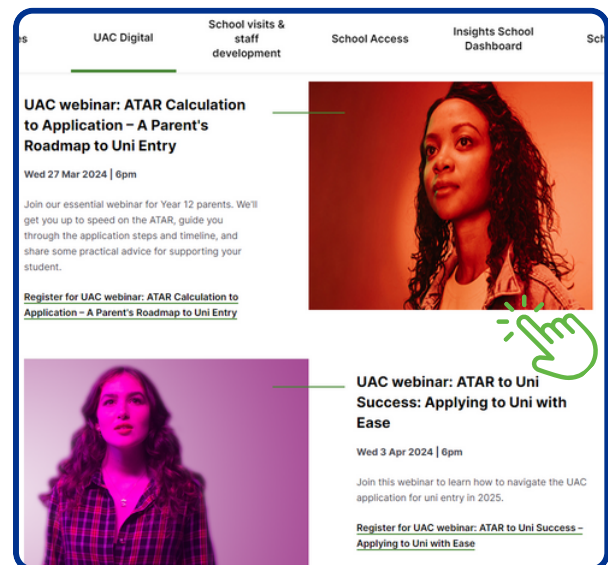 UAC Digital
School visits &
staff
development
School Access
Insights School
Dashboard
UAC webinar: ATAR Calculation
to Application – A Parent's
Roadmap to Uni Entry
Wed 27 Mar 2024 | 6pm
Join our essential webinar for Year 12 parents. We'll
get you up to speed on the ATAR, guide you
through the application steps and timeline, and
share some practical advice for supporting your
student.
Register for UAC webinar: ATAR Calculation to
Application – A Parent's Roadmap to Uni Entry
UAC webinar: ATAR to Uni
Success: Applying to Uni with
Ease
Wed 3 Apr 2024 | 6pm
Join this webinar to learn how to navigate the UAC
application for uni entry in 2025.
Register for UAC webinar: ATAR to Uni Success –
Applying to Uni with Ease